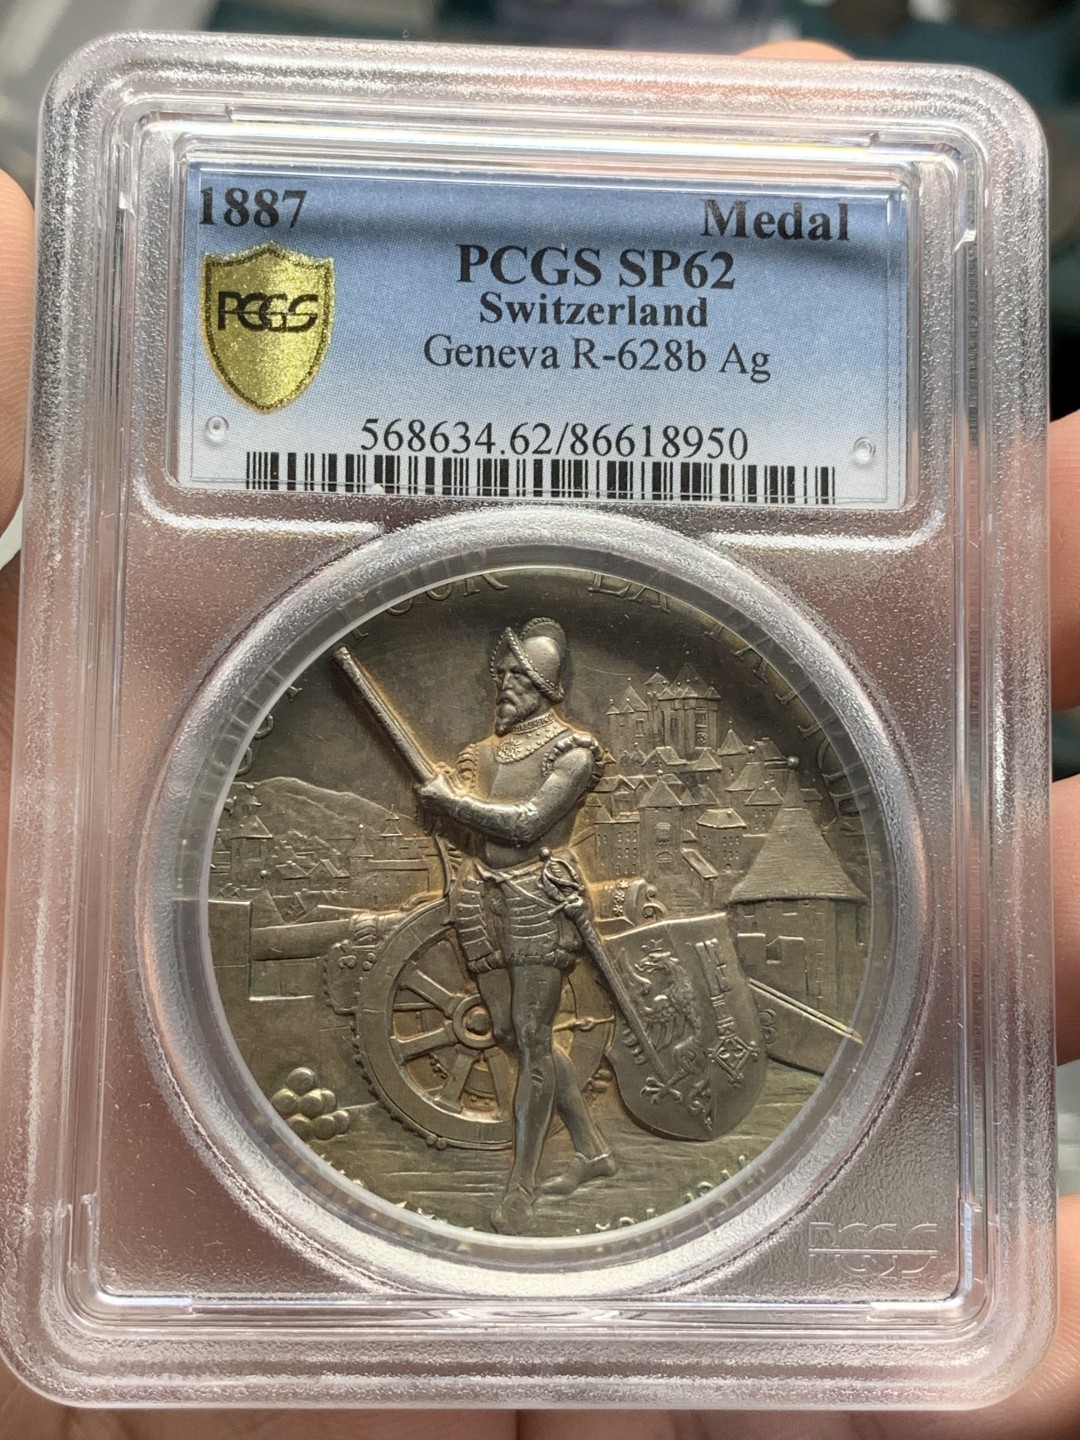 1887 Medal
PCGS SP62
Switzerland
Geneva R-628b Ag
568634.62/86618950
PCGS
POUR LA PATRIE
PCGS